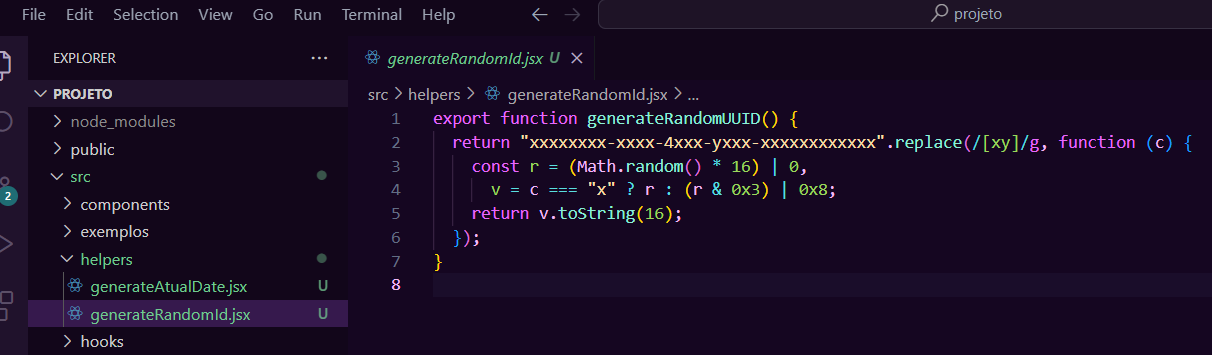 File Edit Selection View Go Run Terminal Help
projeto
EXPLORER ...
PROJETO
node_modules
public
src
components
exemplos
helpers
generateAtualDate.jsx U
generateRandomId.jsx U
hooks
2
generateRandomId.jsx U
src > helpers > generateRandomId.jsx > ...
1 export function generateRandomUUID() {
2 return "xxxxxxxx-xxxx-4xxx-yxxx-xxxxxxxxxxxx".replace(/[xy]/g, function (c) {
3 const r = (Math.random() * 16) | 0,
4 v = c === "x" ? r : (r & 0x3) | 0x8;
5 return v.toString(16);
6 });
7 }
8